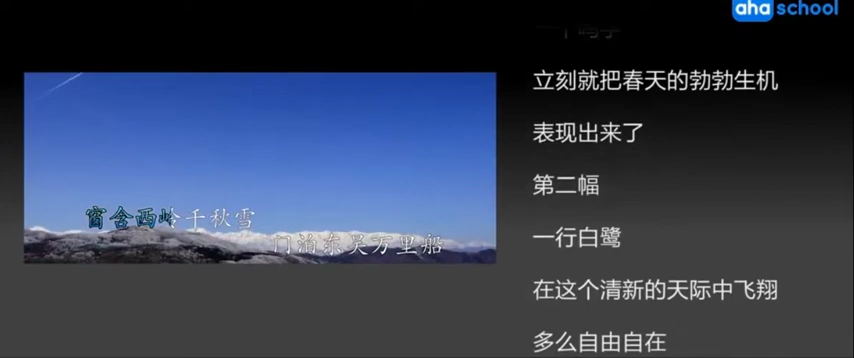 aha school
窗含西岭千秋雪
门泊东吴万里船
立刻就把春天的勃勃生机
表现出来了
第二幅
一行白鹭
在这个清新的天际中飞翔
多么自由自在